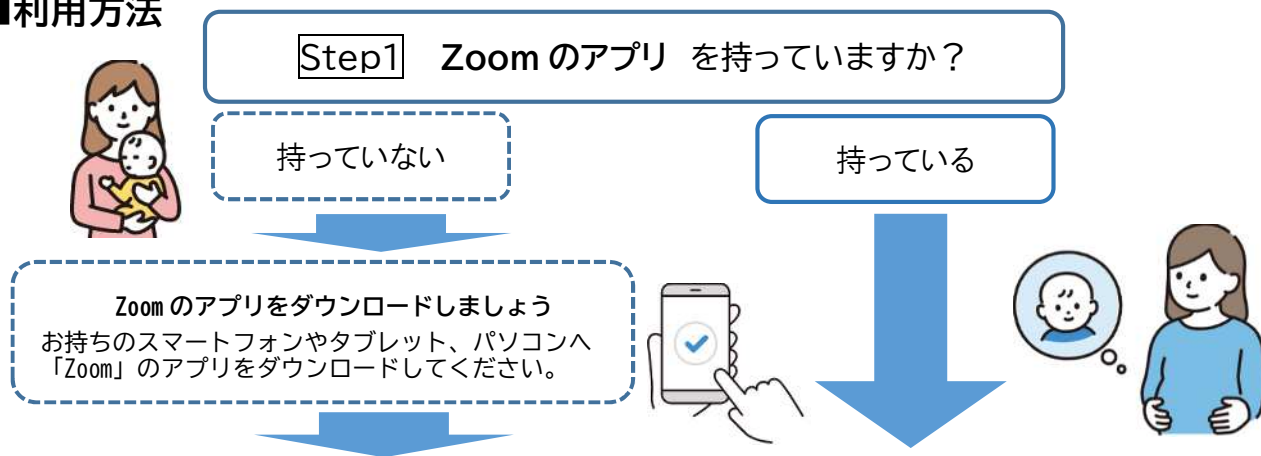 ■利用方法
Step1 Zoom のアプリ を持っていますか？
持っていない
持っている
Zoom のアプリをダウンロードしましょう
お持ちのスマートフォンやタブレット、パソコンへ
「Zoom」のアプリをダウンロードしてください。